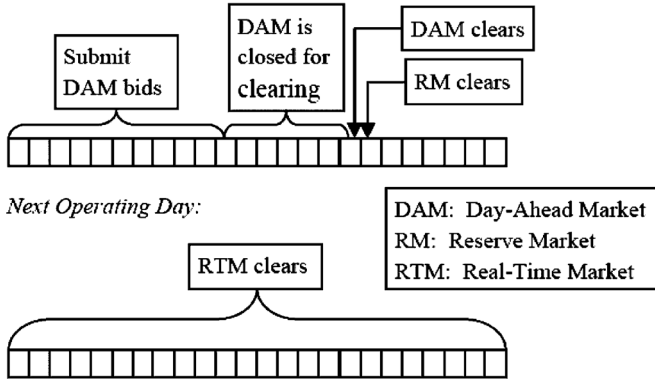 Submit
DAM bids
DAM is
closed for
clearing
DAM clears
RM clears
Next Operating Day:
DAM: Day-Ahead Market
RM: Reserve Market
RTM: Real-Time Market
RTM clears